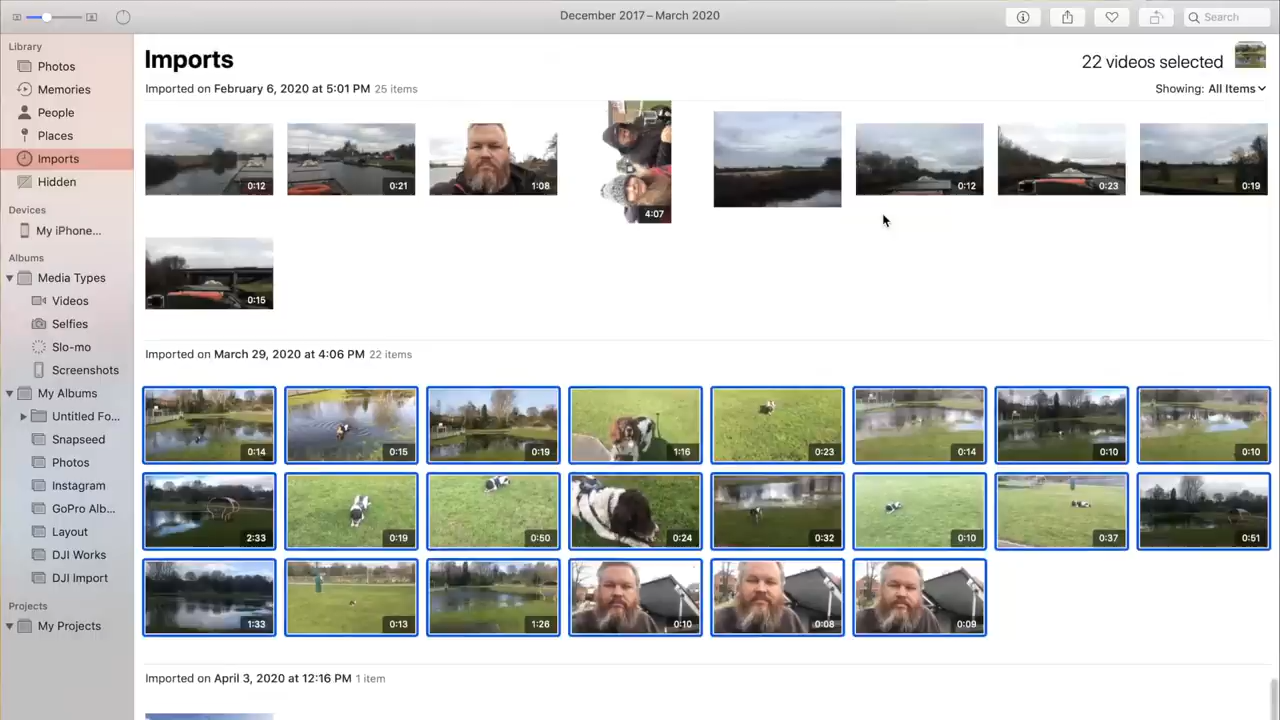 December 2017 – March 2020
Search
Library
Photos
Memories
People
Places
Imports
Hidden
Devices
My iPhone...
Albums
Media Types
Videos
Selfies
Slo-mo
Screenshots
My Albums
Untitled Fo...
Snapseed
Photos
Instagram
GoPro Alb...
Layout
DJI Works
DJI Import
Projects
My Projects
Imports
22 videos selected
Imported on February 6, 2020 at 5:01 PM 25 items
Showing: All Items
0:12 0:21 1:08 4:07 0:12 0:23 0:19
0:15
Imported on March 29, 2020 at 4:06 PM 22 items
0:14 0:15 0:19 1:16 0:23 0:14 0:10 0:10
2:33 0:19 0:50 0:24 0:32 0:10 0:37 0:51
1:33 0:13 1:26 0:10 0:08 0:09
Imported on April 3, 2020 at 12:16 PM 1 item